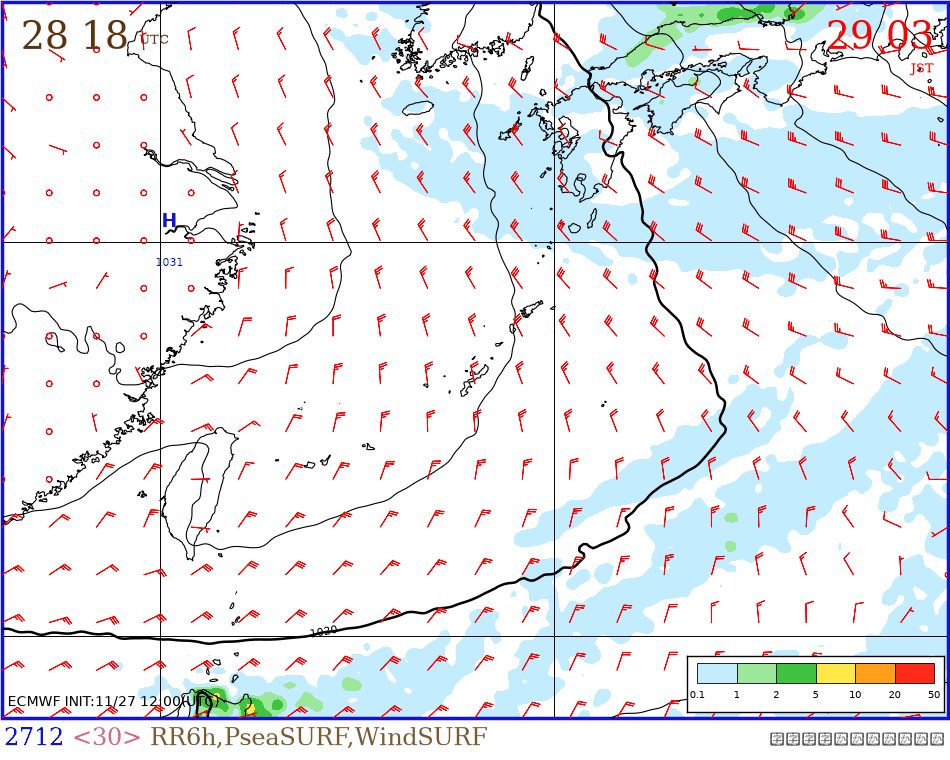 28 18 UTC 29 03
JST
H
1031
1020
ECMWF INIT:11/27 12:00(UTC)
0.1 1 2 5 10 20 50
2712 <30> RR6h,PseaSURF,WindSURF